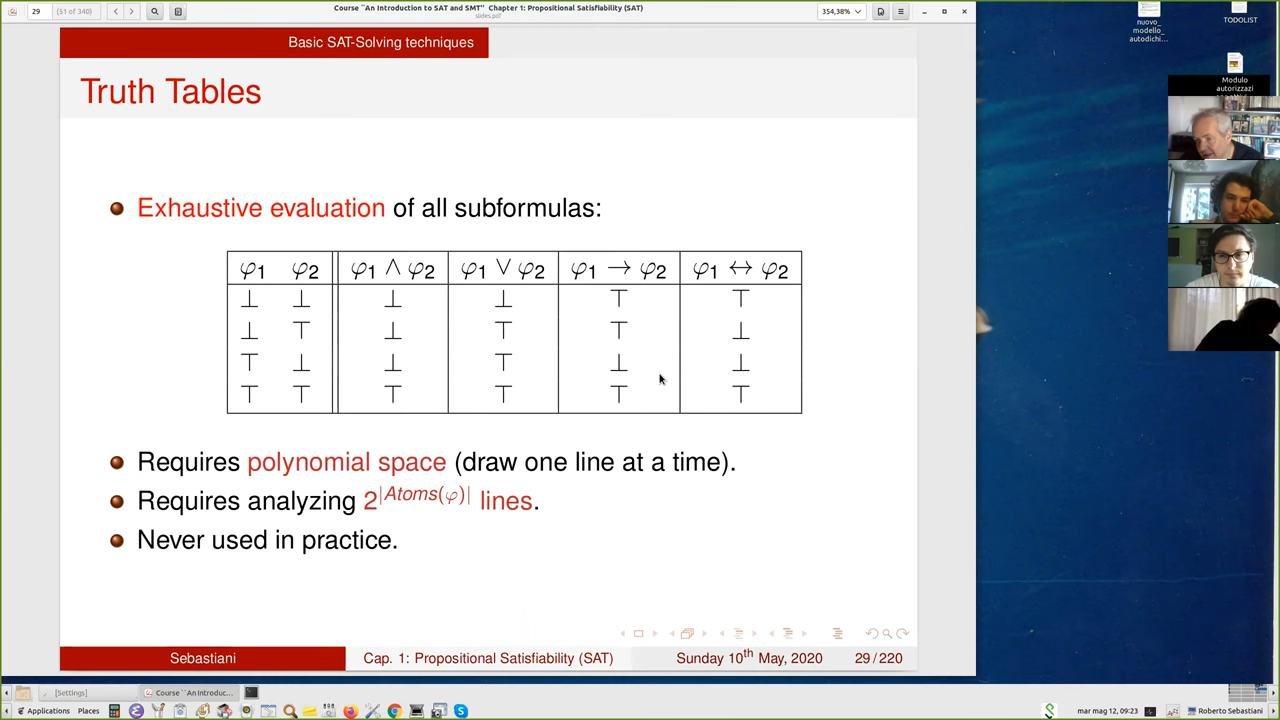 29 (51 of 340)
Course ``An Introduction to SAT and SMT'' Chapter 1: Propositional Satisfiability (SAT)
slides.pdf
354,38%
Basic SAT-Solving techniques
Truth Tables
Exhaustive evaluation of all subformulas:
φ1 φ2 φ1 ∧ φ2 φ1 ∨ φ2 φ1 → φ2 φ1 ↔ φ2
⊥ ⊥ ⊥ ⊥ ⊤ ⊤
⊥ ⊤ ⊥ ⊤ ⊤ ⊥
⊤ ⊥ ⊥ ⊤ ⊥ ⊥
⊤ ⊤ ⊤ ⊤ ⊤ ⊤
Requires polynomial space (draw one line at a time).
Requires analyzing 2^|Atoms(φ)| lines.
Never used in practice.
Sebastiani Cap. 1: Propositional Satisfiability (SAT) Sunday 10th May, 2020 29 / 220
nuovo_
modello_
autodichi...
TODOLIST
Modulo
autorizzazi
[Settings] Course ``An Introduc...
Applications Places mar mag 12, 09:23 Roberto Sebastiani